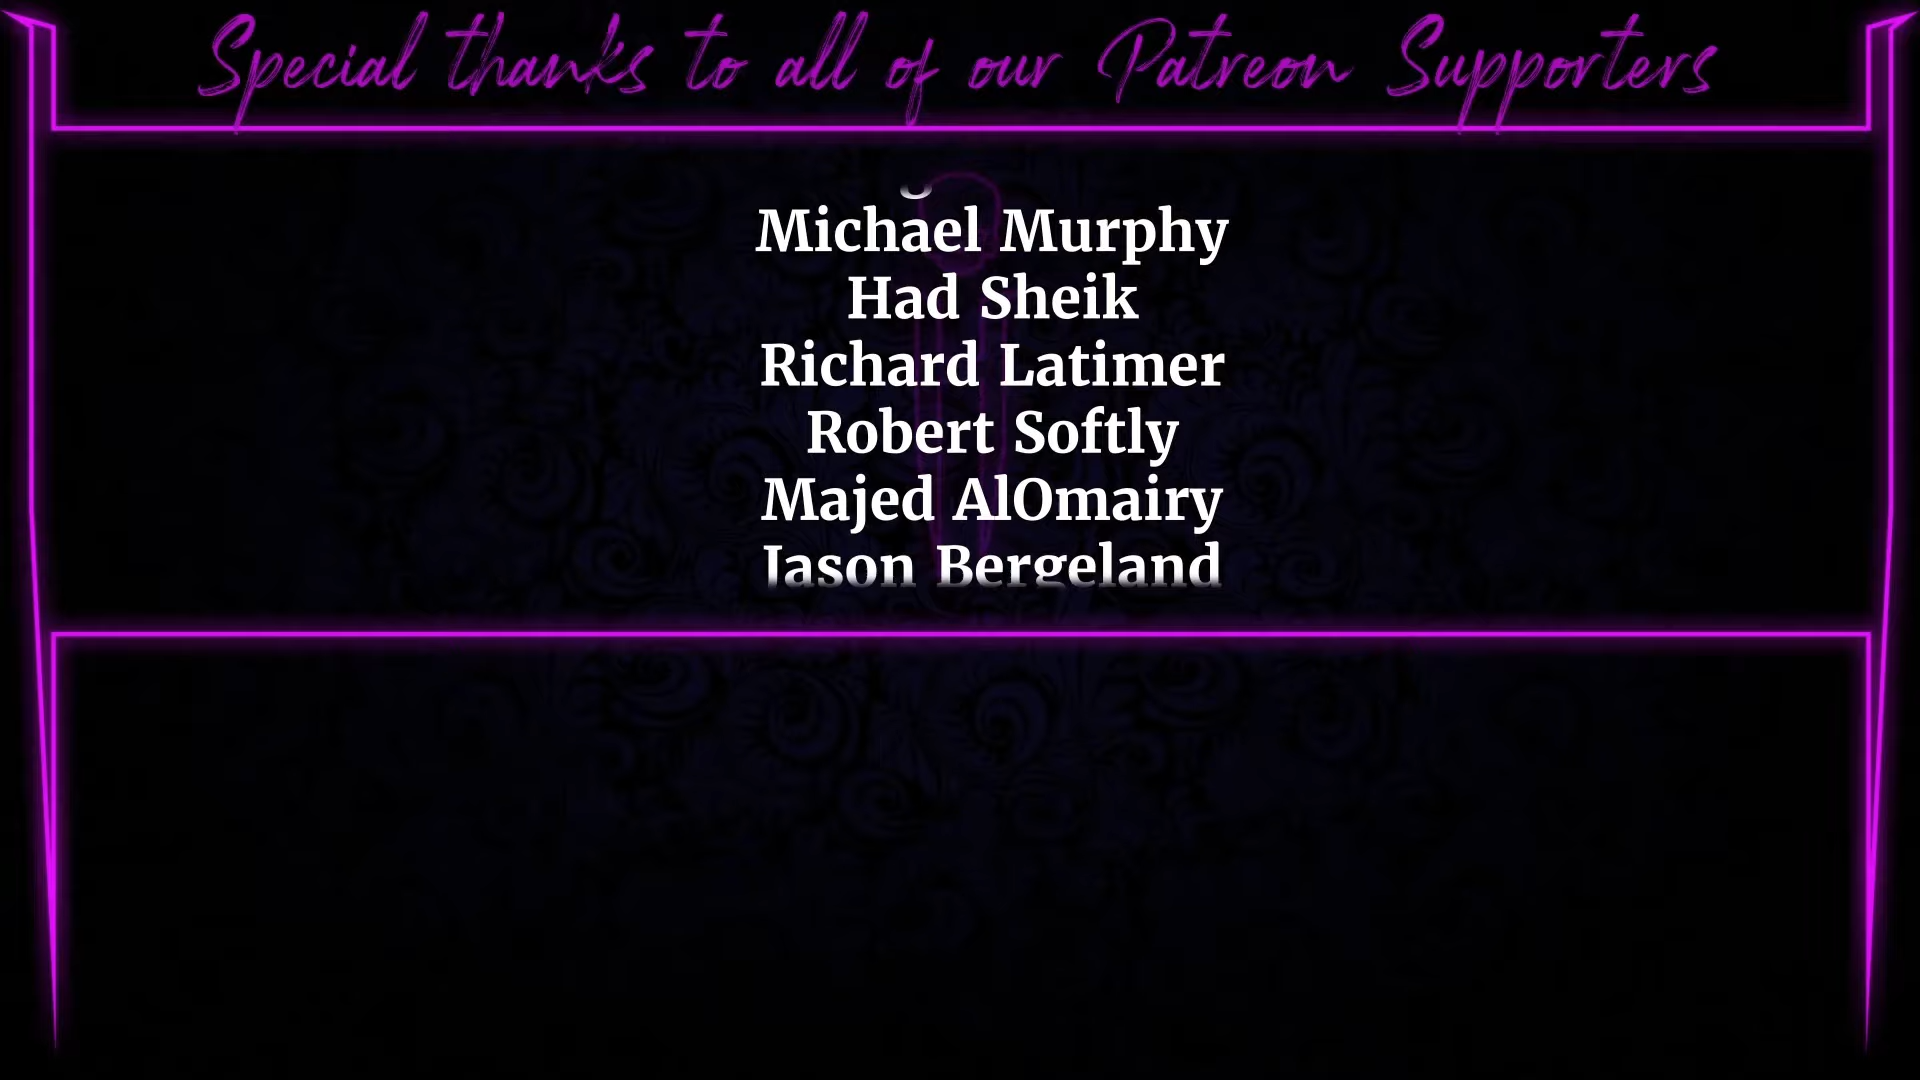 Special thanks to all of our Patreon Supporters
Michael Murphy
Had Sheik
Richard Latimer
Robert Softly
Majed AlOmairy
Jason Bergeland